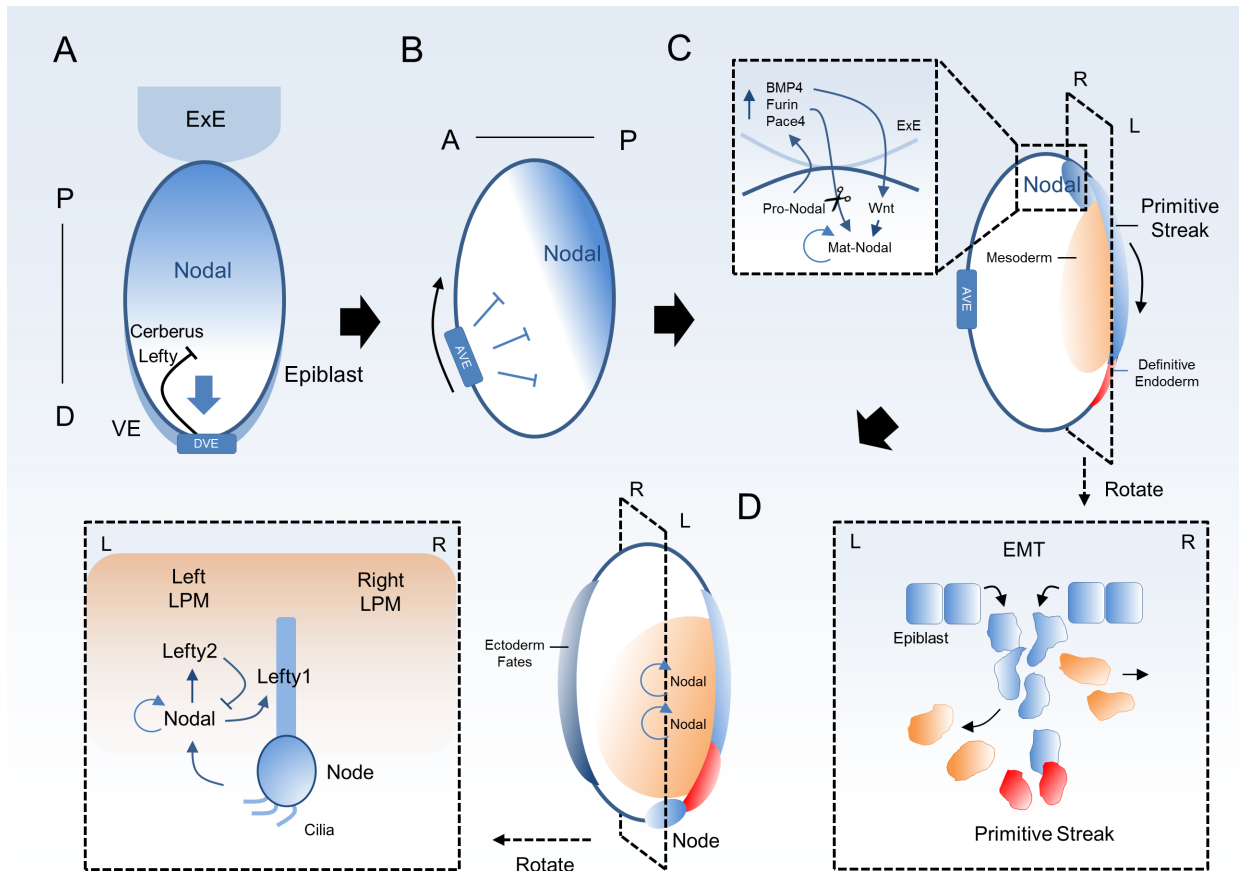 A
ExE
P
Nodal
Cerberus
Lefty
Epiblast
D
VE
DVE
B
A
P
Nodal
AVE
C
BMP4
Furin
Pace4
ExE
Pro-Nodal
Wnt
Mat-Nodal
R
L
Nodal
Primitive
Streak
Mesoderm
AVE
Definitive
Endoderm
Rotate
D
R
L
Ectoderm
Fates
Nodal
Nodal
Node
Rotate
L
R
EMT
Epiblast
Primitive Streak
L
R
Left
LPM
Right
LPM
Lefty2
Lefty1
Nodal
Node
Cilia